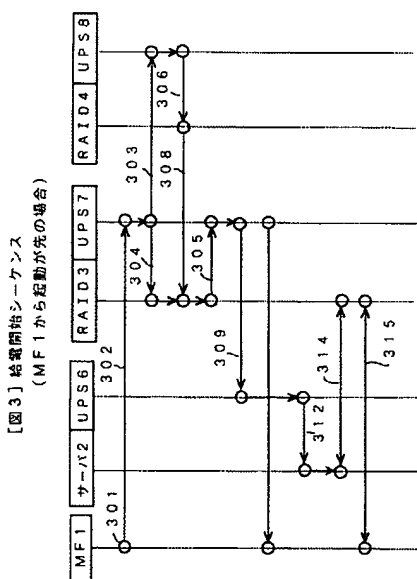 [図3] 給電開始シーケンス
(MF1から起動が先の場合)
MF1
サーバ2
UPS6
RAID3
UPS7
RAID4
UPS8
301
302
303
304
305
306
308
309
312
314
315